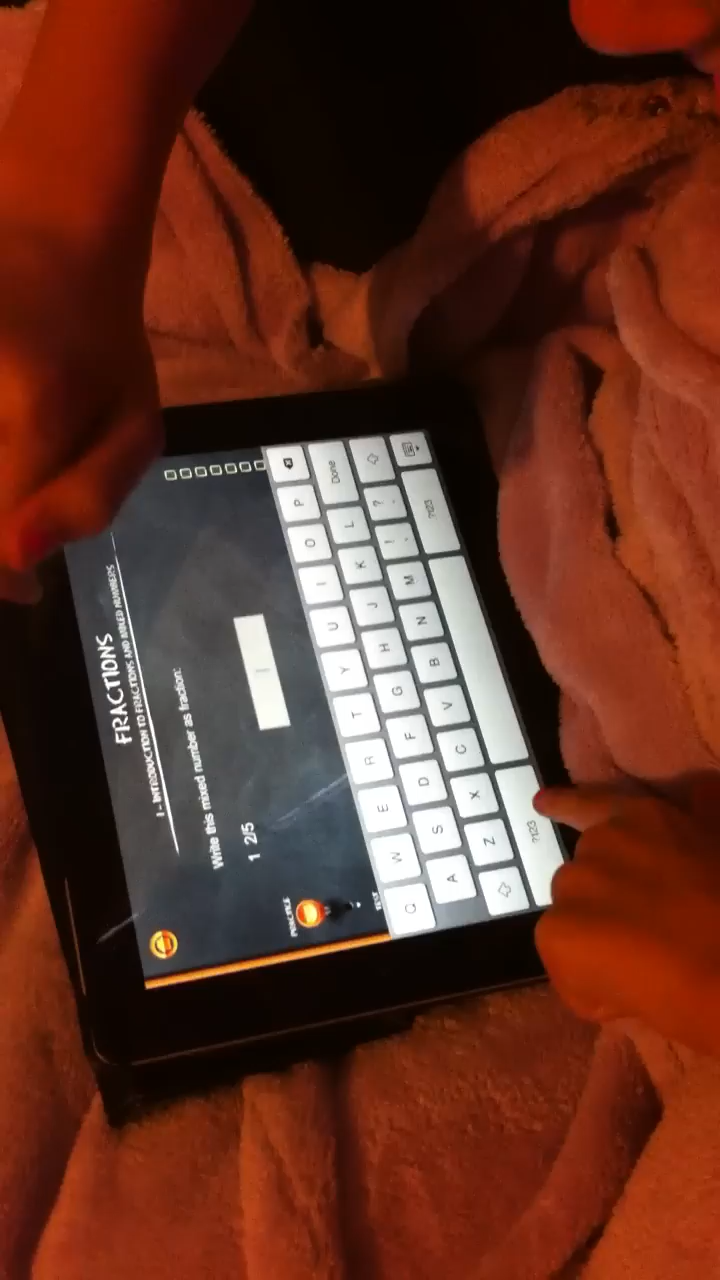 FRACTIONS
1 - INTRODUCTION TO FRACTIONS AND MIXED NUMBERS
Write this mixed number as fraction:
1 2/5
PRACTICE
TEST
Q W E R T Y U I O P
A S D F G H J K L Done
Z X C V B N M ! , ? .
.?123 .?123